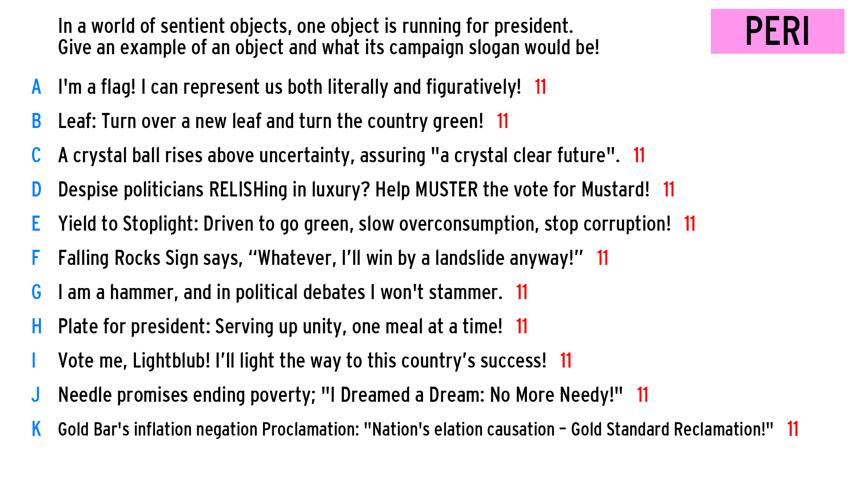 In a world of sentient objects, one object is running for president.
Give an example of an object and what its campaign slogan would be!
PERI
A I'm a flag! I can represent us both literally and figuratively! 11
B Leaf: Turn over a new leaf and turn the country green! 11
C A crystal ball rises above uncertainty, assuring "a crystal clear future". 11
D Despise politicians RELISHing in luxury? Help MUSTER the vote for Mustard! 11
E Yield to Stoplight: Driven to go green, slow overconsumption, stop corruption! 11
F Falling Rocks Sign says, “Whatever, I’ll win by a landslide anyway!” 11
G I am a hammer, and in political debates I won't stammer. 11
H Plate for president: Serving up unity, one meal at a time! 11
I Vote me, Lightblub! I’ll light the way to this country’s success! 11
J Needle promises ending poverty; "I Dreamed a Dream: No More Needy!" 11
K Gold Bar's inflation negation Proclamation: "Nation's elation causation – Gold Standard Reclamation!" 11